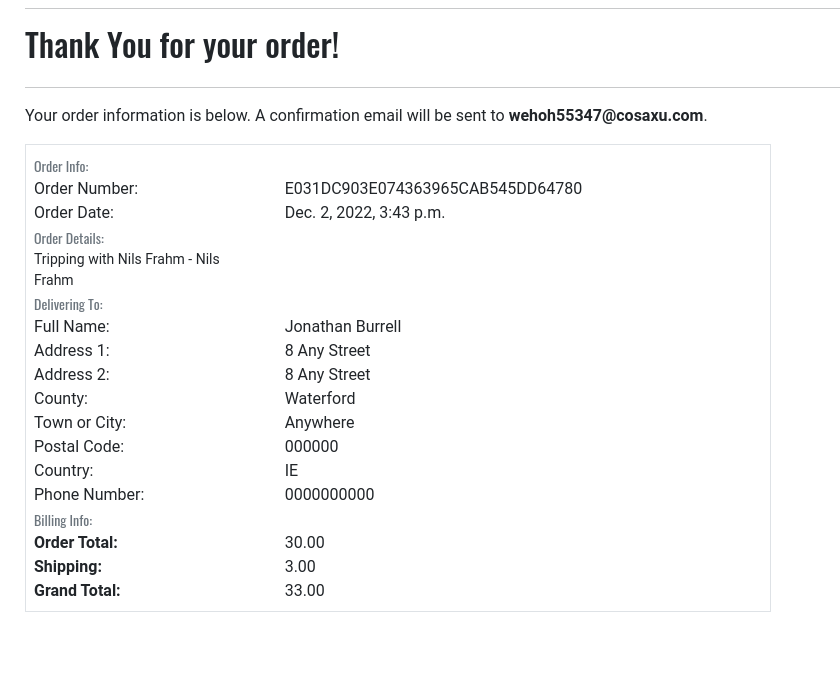 Thank You for your order!
Your order information is below. A confirmation email will be sent to wehoh55347@cosaxu.com.
Order Info:
Order Number: E031DC903E074363965CAB545DD64780
Order Date: Dec. 2, 2022, 3:43 p.m.
Order Details:
Tripping with Nils Frahm - Nils
Frahm
Delivering To:
Full Name: Jonathan Burrell
Address 1: 8 Any Street
Address 2: 8 Any Street
County: Waterford
Town or City: Anywhere
Postal Code: 000000
Country: IE
Phone Number: 0000000000
Billing Info:
Order Total: 30.00
Shipping: 3.00
Grand Total: 33.00